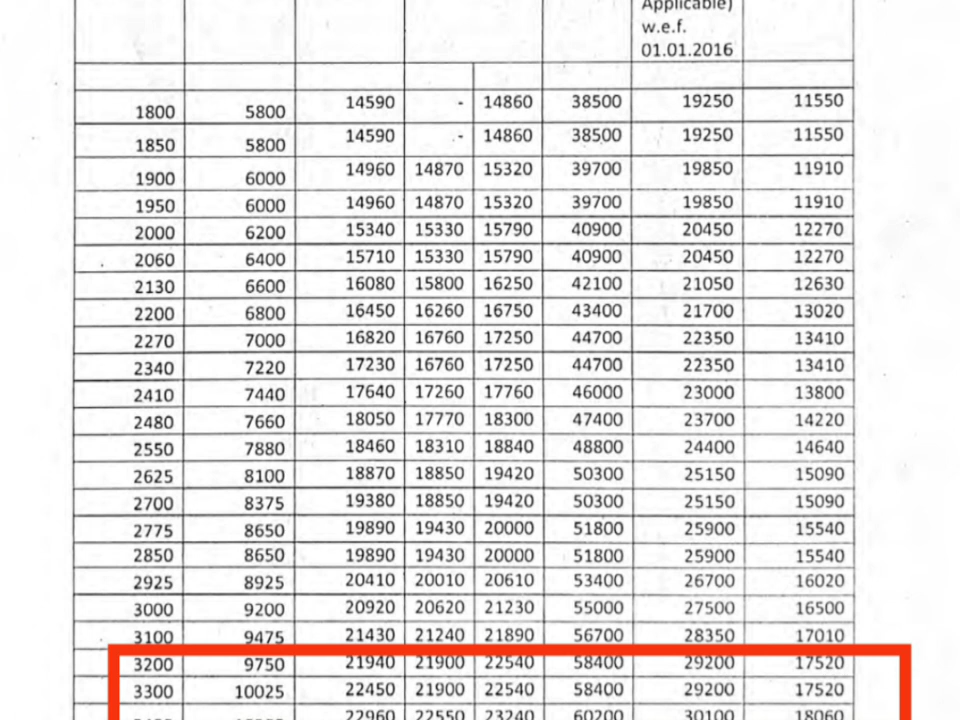 Applicable)
w.e.f.
01.01.2016
1800 5800 14590 - 14860 38500 19250 11550
1850 5800 14590 - 14860 38500 19250 11550
1900 6000 14960 14870 15320 39700 19850 11910
1950 6000 14960 14870 15320 39700 19850 11910
2000 6200 15340 15330 15790 40900 20450 12270
2060 6400 15710 15330 15790 40900 20450 12270
2130 6600 16080 15800 16250 42100 21050 12630
2200 6800 16450 16260 16750 43400 21700 13020
2270 7000 16820 16760 17250 44700 22350 13410
2340 7220 17230 16760 17250 44700 22350 13410
2410 7440 17640 17260 17760 46000 23000 13800
2480 7660 18050 17770 18300 47400 23700 14220
2550 7880 18460 18310 18840 48800 24400 14640
2625 8100 18870 18850 19420 50300 25150 15090
2700 8375 19380 18850 19420 50300 25150 15090
2775 8650 19890 19430 20000 51800 25900 15540
2850 8650 19890 19430 20000 51800 25900 15540
2925 8925 20410 20010 20610 53400 26700 16020
3000 9200 20920 20620 21230 55000 27500 16500
3100 9475 21430 21240 21890 56700 28350 17010
3200 9750 21940 21900 22540 58400 29200 17520
3300 10025 22450 21900 22540 58400 29200 17520
22960 22550 23240 60200 30100 18060